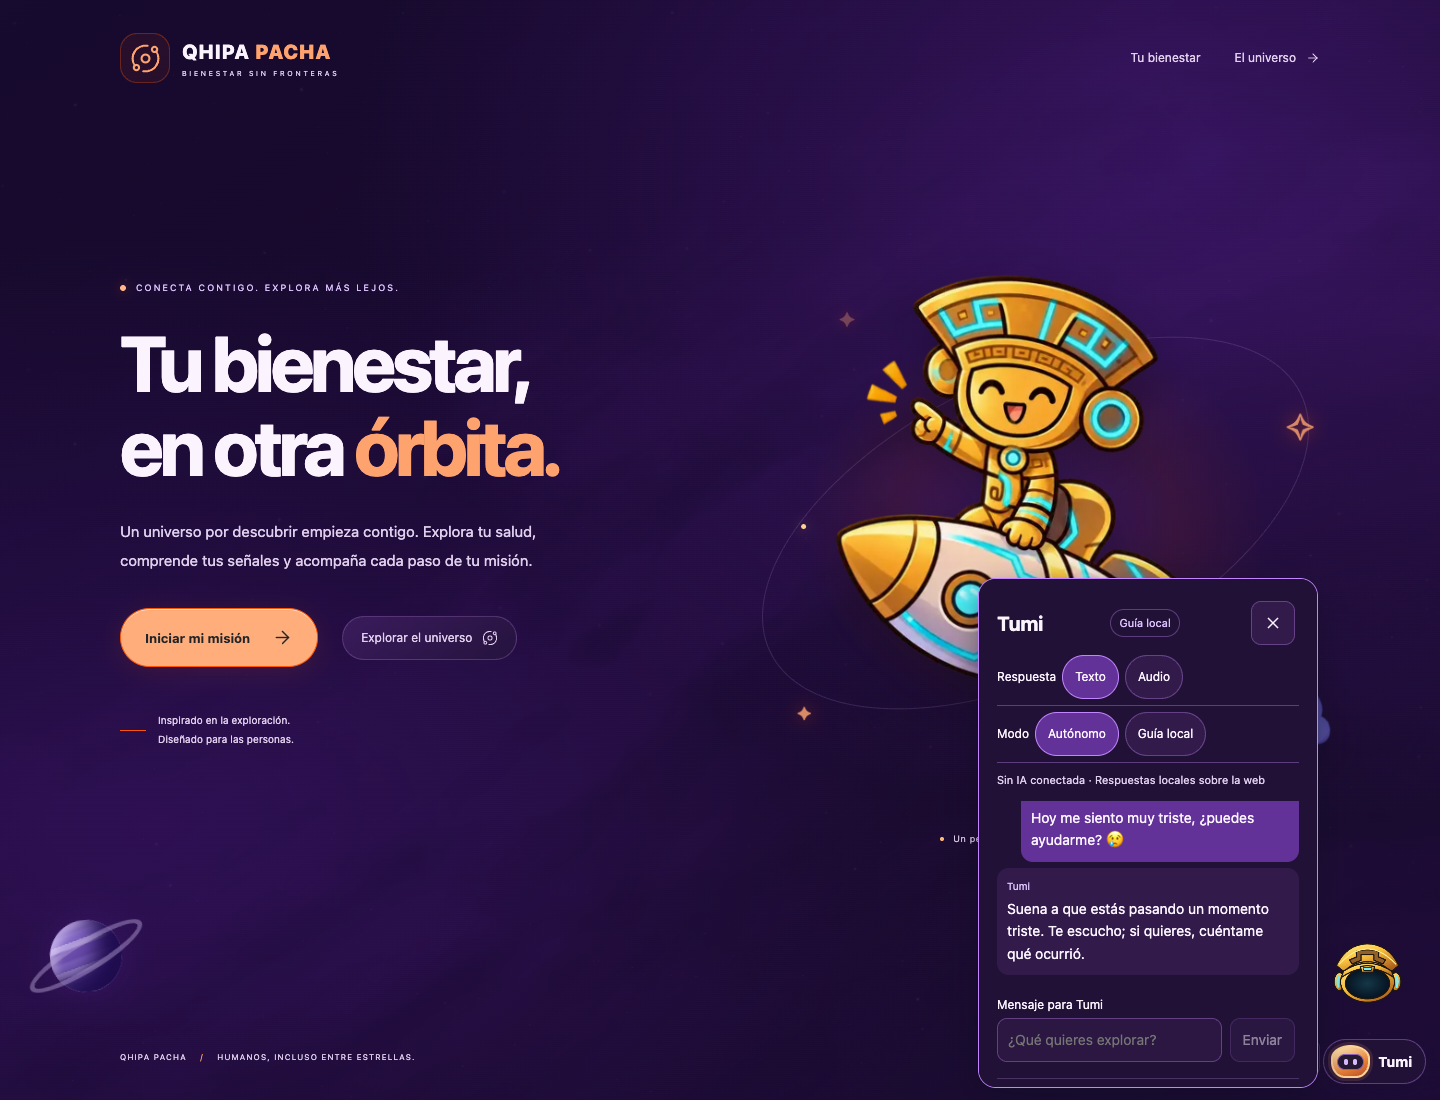 QHIPA PACHA
BIENESTAR SIN FRONTERAS
Tu bienestar
El universo
CONECTA CONTIGO. EXPLORA MÁS LEJOS.
Tu bienestar,
en otra órbita.
Un universo por descubrir empieza contigo. Explora tu salud,
comprende tus señales y acompaña cada paso de tu misión.
Iniciar mi misión
Explorar el universo
Inspirado en la exploración.
Diseñado para las personas.
Un
Tumi
Guía local
Respuesta
Texto
Audio
Modo
Autónomo
Guía local
Sin IA conectada · Respuestas locales sobre la web
Hoy me siento muy triste, ¿puedes
ayudarme? 😢
Tumi
Suena a que estás pasando un momento
triste. Te escucho; si quieres, cuéntame
qué ocurrió.
Mensaje para Tumi
¿Qué quieres explorar?
Enviar
QHIPA PACHA / HUMANOS, INCLUSO ENTRE ESTRELLAS.
Tumi